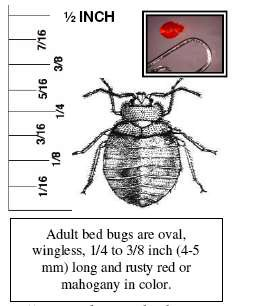 ½ INCH
7/16
3/8
5/16
1/4
3/16
1/8
1/16
Adult bed bugs are oval,
wingless, 1/4 to 3/8 inch (4-5
mm) long and rusty red or
mahogany in color.